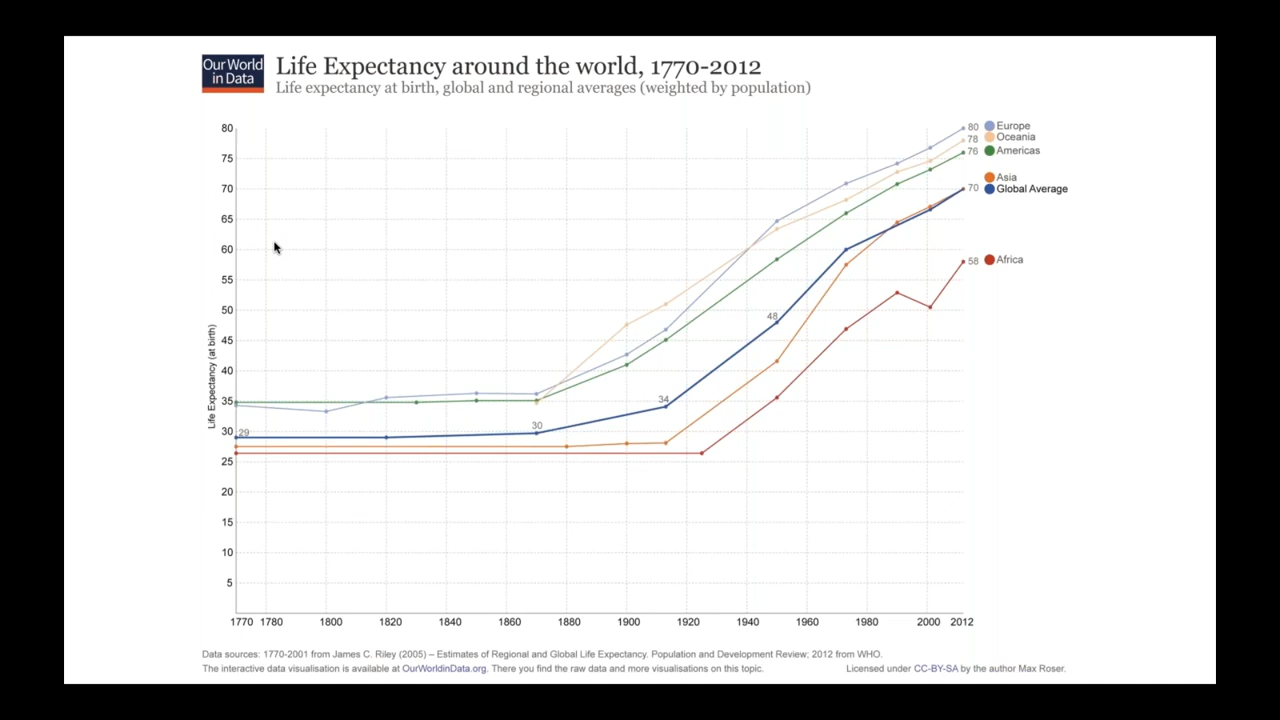 Our World
in Data
Life Expectancy around the world, 1770-2012
Life expectancy at birth, global and regional averages (weighted by population)
80
75
70
65
60
55
50
45
40
35
30
25
20
15
10
5
Life Expectancy (at birth)
29
30
34
48
80
78
76
70
58
Europe
Oceania
Americas
Asia
Global Average
Africa
1770 1780 1800 1820 1840 1860 1880 1900 1920 1940 1960 1980 2000 2012
Data sources: 1770-2001 from James C. Riley (2005) – Estimates of Regional and Global Life Expectancy. Population and Development Review; 2012 from WHO.
The interactive data visualisation is available at OurWorldinData.org. There you find the raw data and more visualisations on this topic.
Licensed under CC-BY-SA by the author Max Roser.